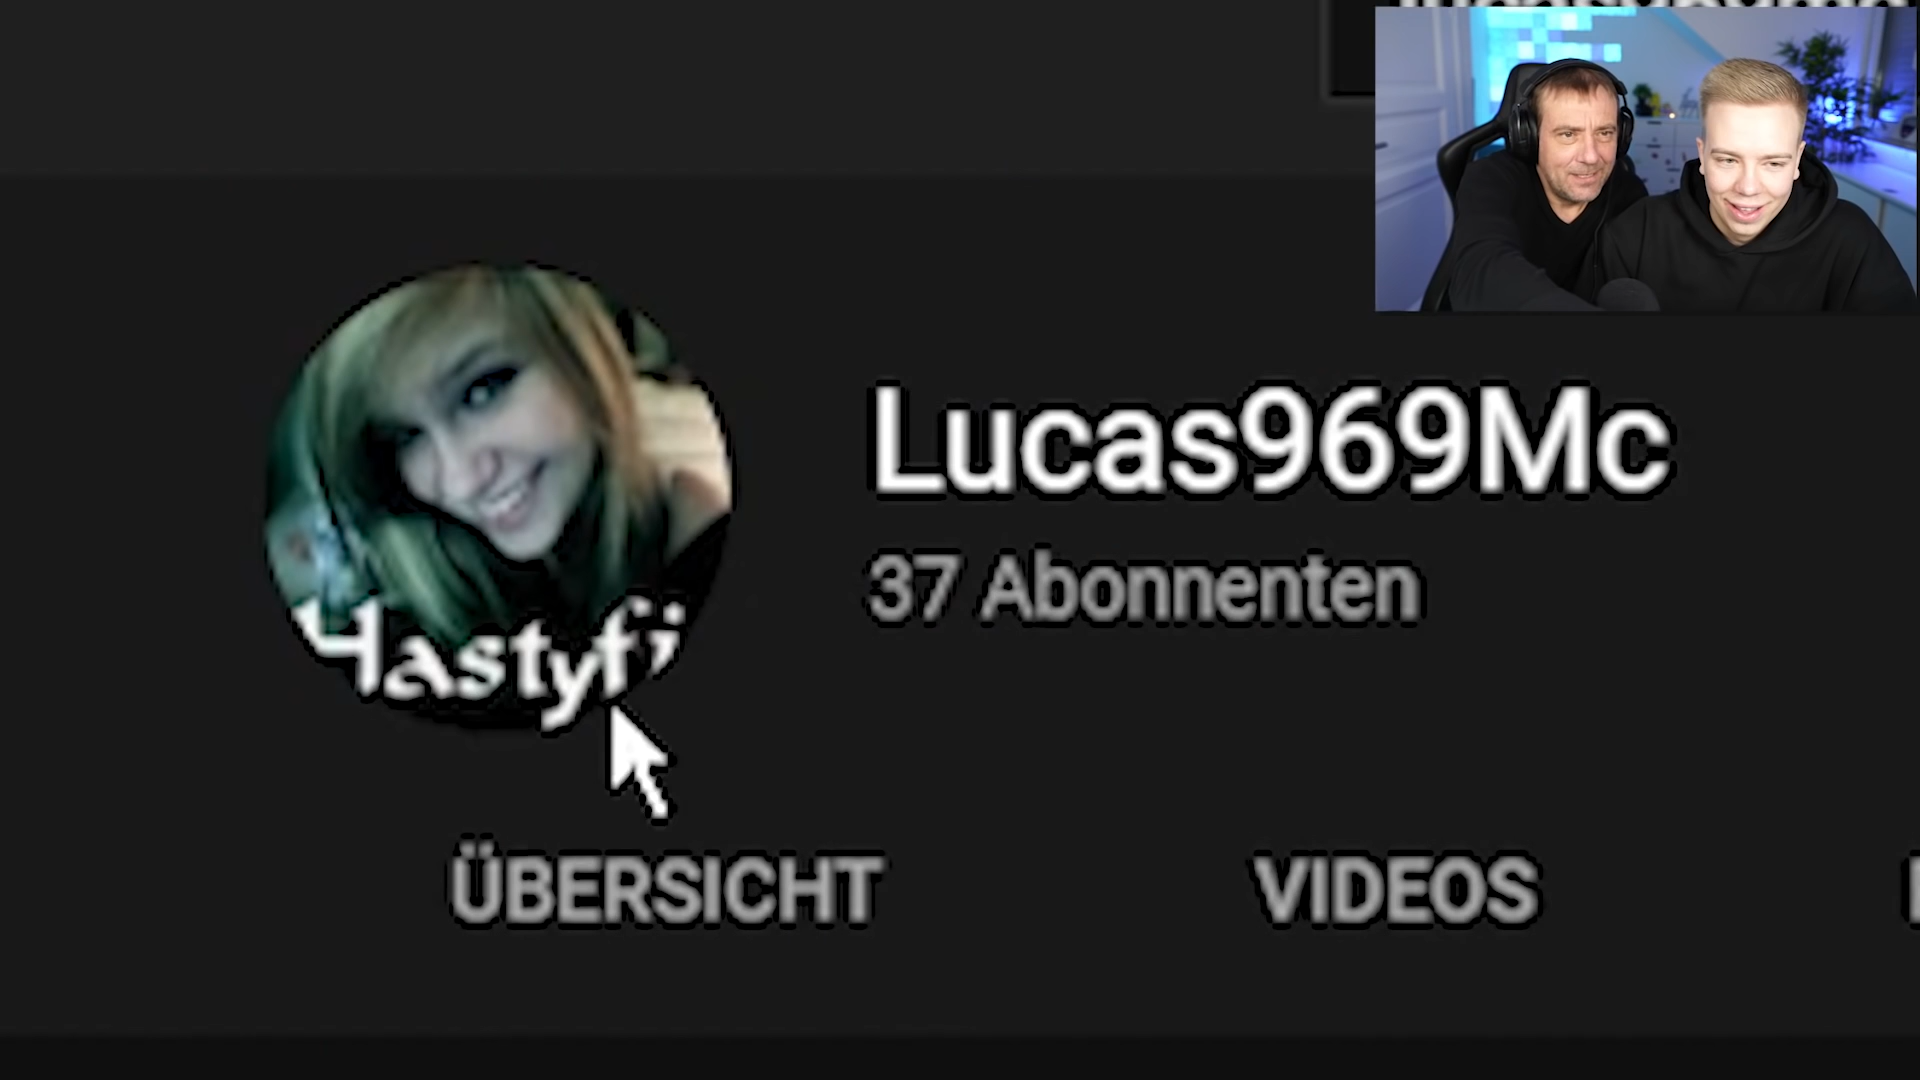 Lucas969Mc
37 Abonnenten
Hastyfi
ÜBERSICHT
VIDEOS